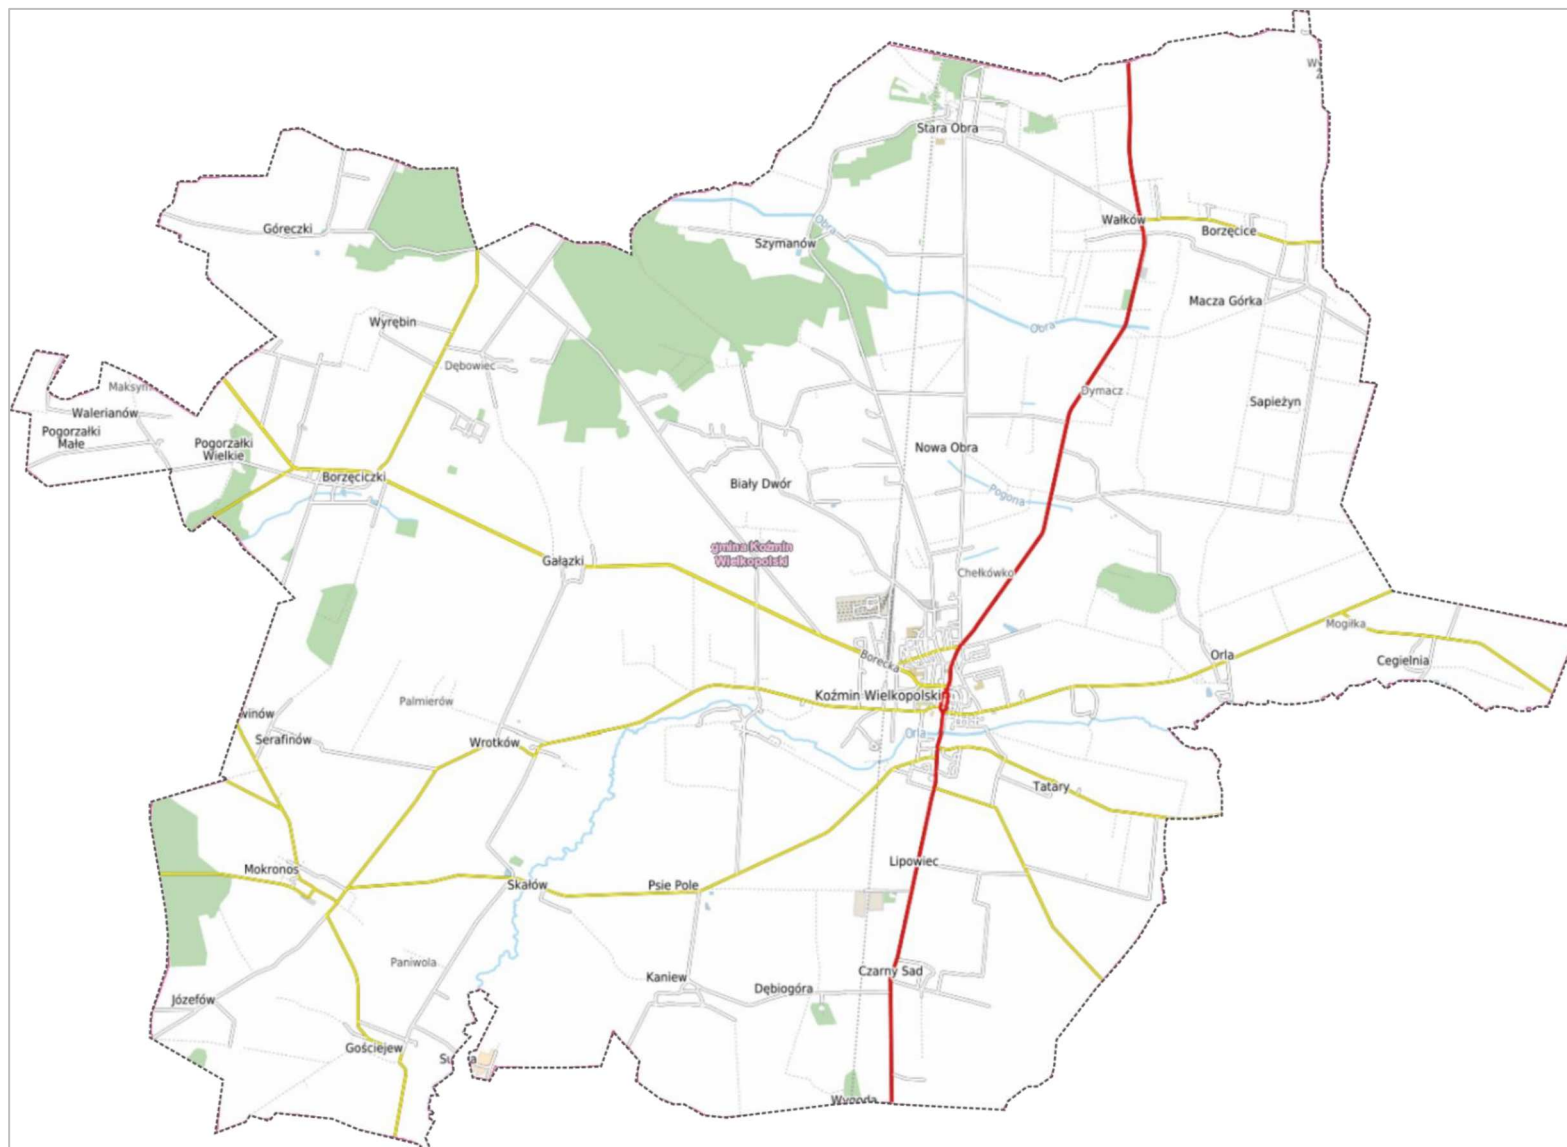 Stara Obra
Wałków
Borzęcice
Góreczki
Obra
Szymanów
Macza Górka
Wyrębin
Obra
Dębowiec
Dymacz
Maksym
Walerianów
Sapieżyn
Pogorzałki
Małe
Pogorzałki
Wielkie
Nowa Obra
Borzęciczki
Biały Dwór
Pogona
gmina Koźmin
Wielkopolski
Gałązki
Chełkówko
Mogiłka
Borecka
Orla
Cegielnia
Koźmin Wielkopolski
Palmierów
winów
Serafinów
Wrotków
Orla
Tatary
Mokronos
Lipowiec
Skałów
Psie Pole
Paniwola
Kaniew
Czarny Sad
Dębiogóra
Józefów
Gościejew
Wygoda